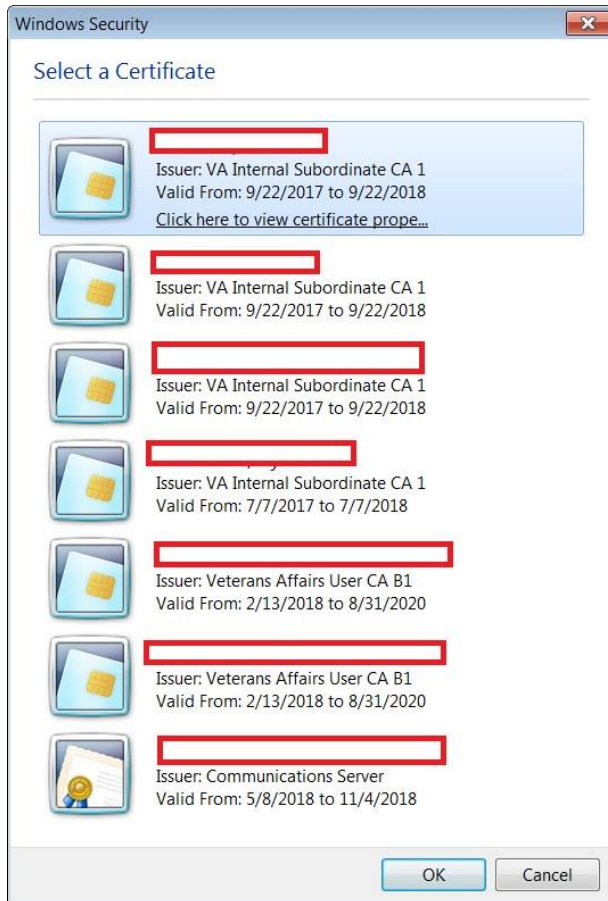 Windows Security
Select a Certificate
Issuer: VA Internal Subordinate CA 1
Valid From: 9/22/2017 to 9/22/2018
Click here to view certificate prope...
Issuer: VA Internal Subordinate CA 1
Valid From: 9/22/2017 to 9/22/2018
Issuer: VA Internal Subordinate CA 1
Valid From: 9/22/2017 to 9/22/2018
Issuer: VA Internal Subordinate CA 1
Valid From: 7/7/2017 to 7/7/2018
Issuer: Veterans Affairs User CA B1
Valid From: 2/13/2018 to 8/31/2020
Issuer: Veterans Affairs User CA B1
Valid From: 2/13/2018 to 8/31/2020
Issuer: Communications Server
Valid From: 5/8/2018 to 11/4/2018
OK
Cancel